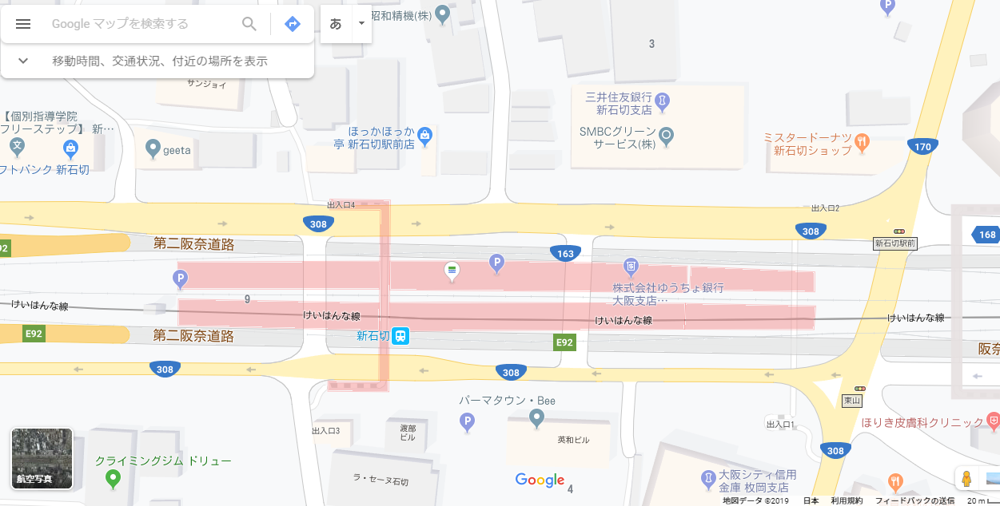 Google マップを検索する
あ
昭和精機(株)
P
3
移動時間、交通状況、付近の場所を表示
サンジョイ
【個別指導学院
フリーステップ】 新…
フトバンク 新石切
geeta
ほっかほっか
亭 新石切駅前店
三井住友銀行
新石切支店
SMBCグリーン
サービス(株)
ミスタードーナツ
新石切ショップ
170
出入口4
出入口2
308
308
168
第二阪奈道路
163
新石切駅前
P
P
株式会社ゆうちょ銀行
大阪支店…
9
けいはんな線
けいはんな線
けいはんな線
けいはんな線
E92
第二阪奈道路
新石切
E92
阪奈
308
308
東山
パーマタウン・Bee
P
出入口3
渡部
ビル
英和ビル
出入口1
ほりき皮膚科クリニック
308
クライミングジム ドリュー
航空写真
ラ・セーヌ石切
Google
4
大阪シティ信用
金庫 枚岡支店
地図データ ©2019 日本 利用規約 フィードバックの送信 20 m